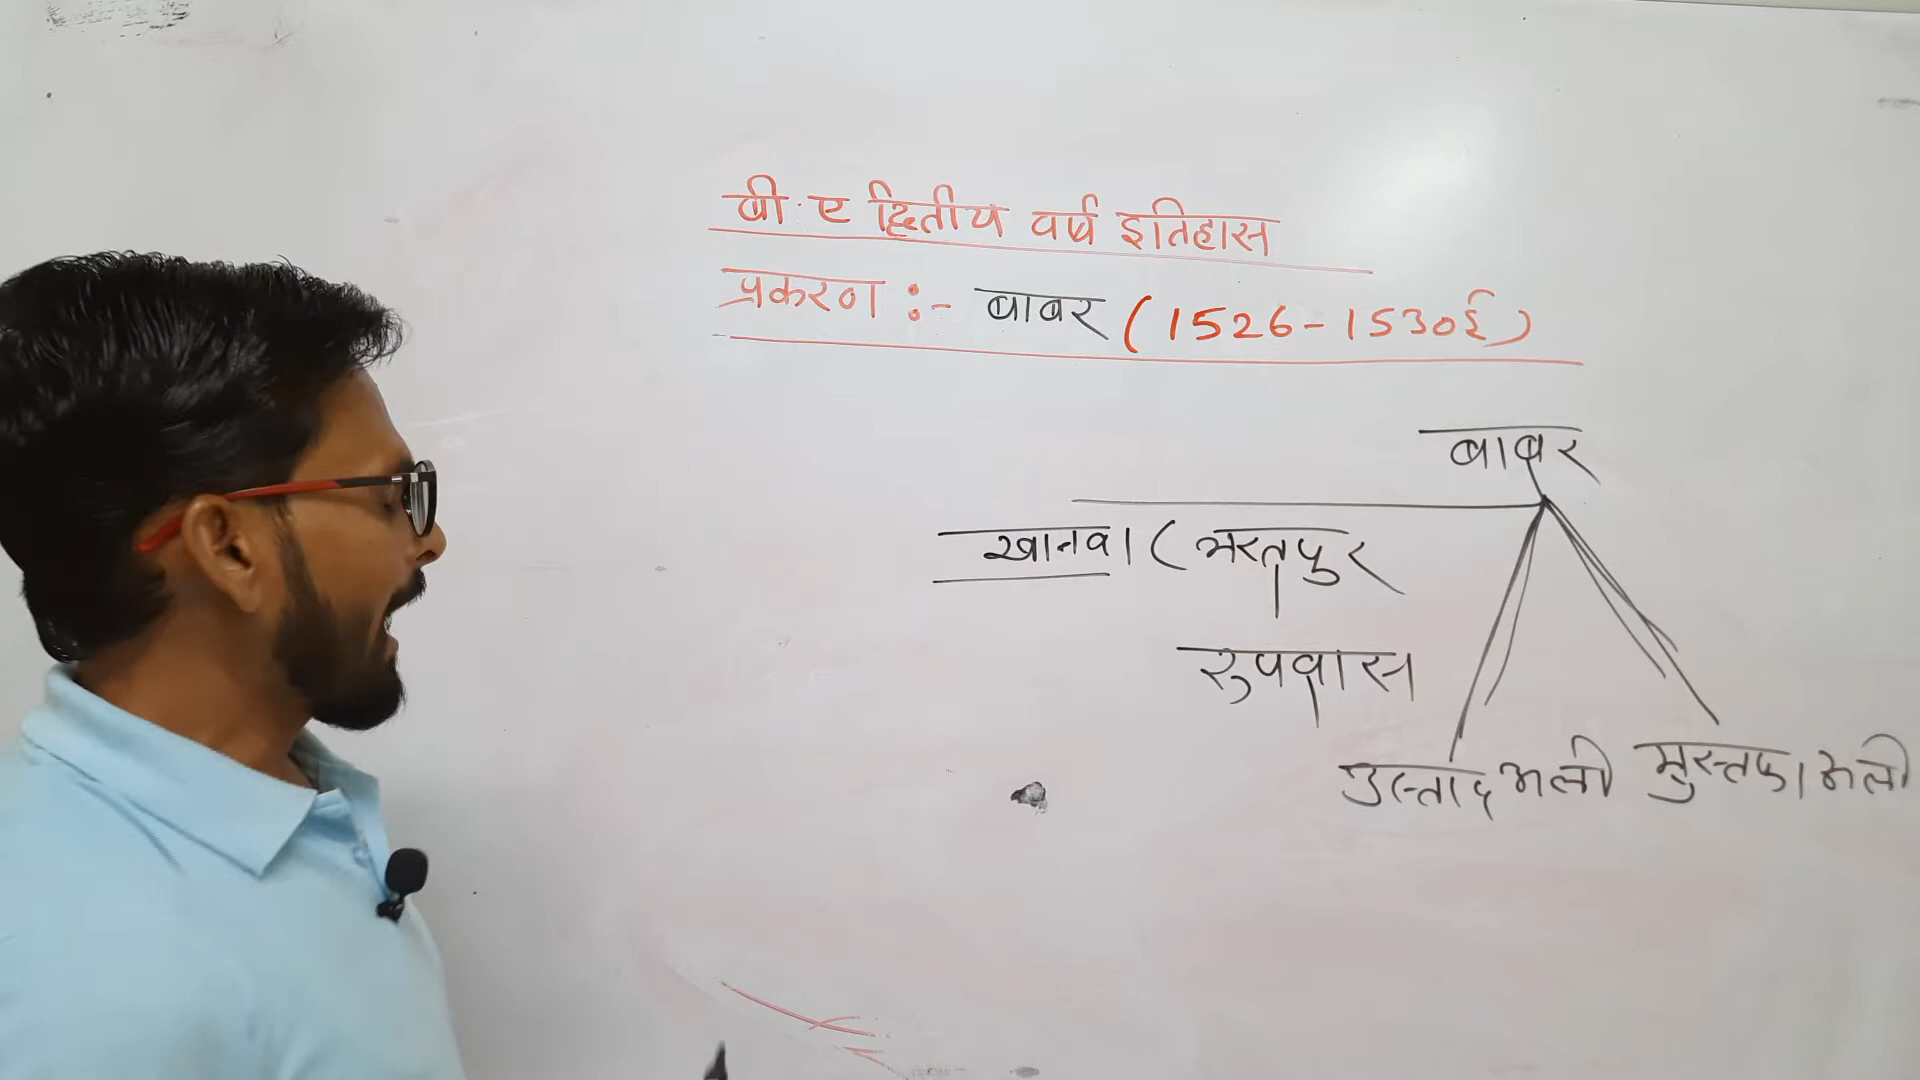 बी. ए द्वितीय वर्ष इतिहास
प्रकरण :- बाबर (1526-1530ई)
बाबर
खानवा ( भरतपुर
रुपवास
उस्ताद अली मुस्तफा अली